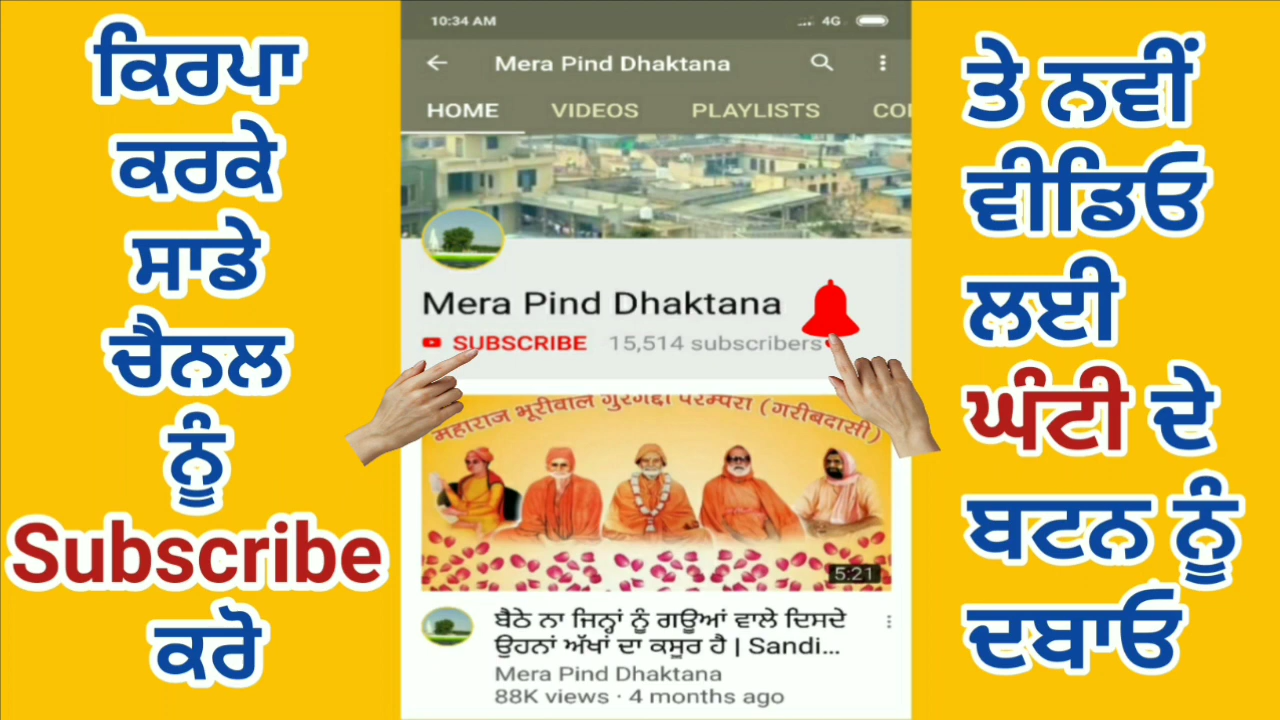 ਕਿਰਪਾ
ਕਰਕੇ
ਸਾਡੇ
ਚੈਨਲ
ਨੂੰ
Subscribe
ਕਰੋ
10:34 AM
4G
Mera Pind Dhaktana
HOME VIDEOS PLAYLISTS CO
Mera Pind Dhaktana
SUBSCRIBE 15,514 subscribers
महाराज भूरीवाले गुरगद्दी परम्परा (गरीबदासी)
5:21
ਬੈਠੇ ਨਾ ਜਿਨ੍ਹਾਂ ਨੂੰ ਗਊਆਂ ਵਾਲੇ ਦਿਸਦੇ
ਉਹਨਾਂ ਅੱਖਾਂ ਦਾ ਕਸੂਰ ਹੈ | Sandi...
Mera Pind Dhaktana
88K views · 4 months ago
ਤੇ ਨਵੀਂ
ਵੀਡਿਓ
ਲਈ
ਘੰਟੀ ਦੇ
ਬਟਨ ਨੂੰ
ਦਬਾਓ